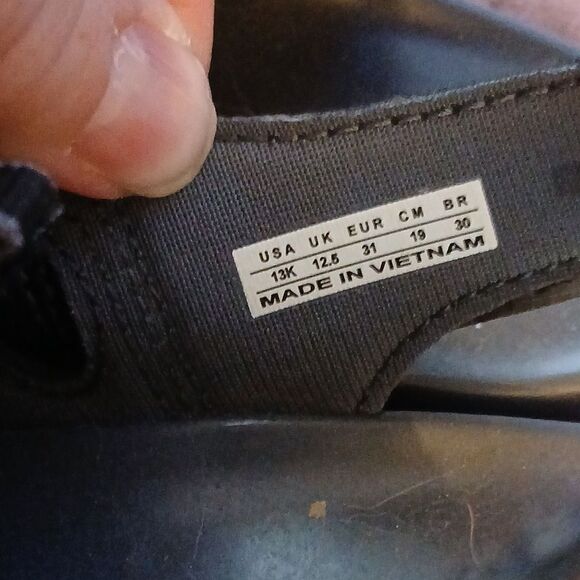 USA UK EUR CM BR
13K 12.5 31 19 30
MADE IN VIETNAM